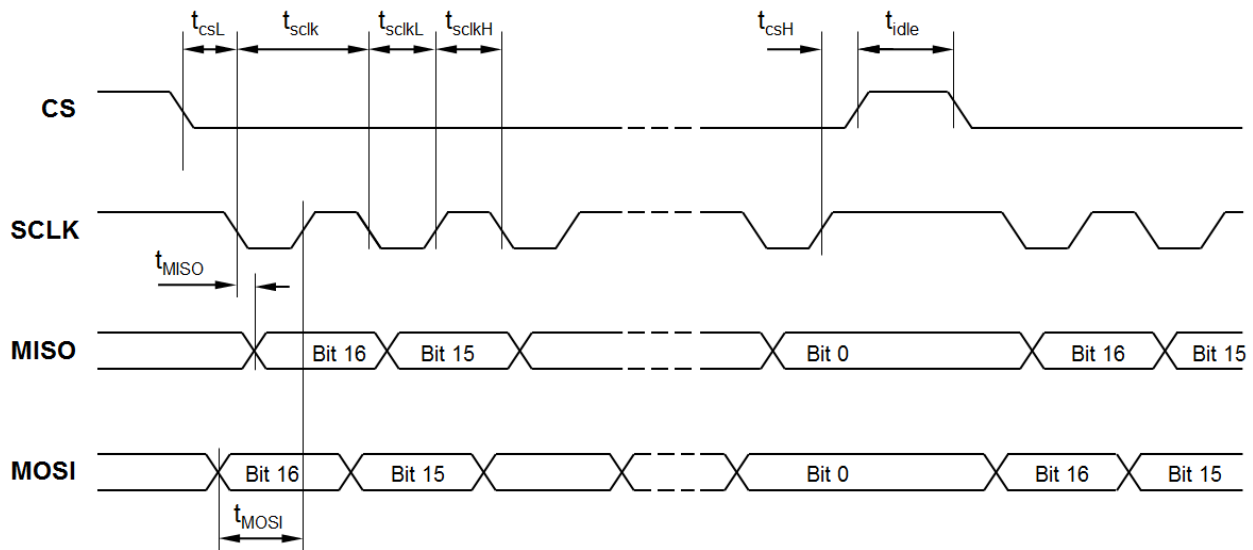 tcsL tsclk tsclkL tsclkH tcsH tidle
CS
SCLK
tMISO
MISO Bit 16 Bit 15 Bit 0 Bit 16 Bit 15
MOSI Bit 16 Bit 15 Bit 0 Bit 16 Bit 15
tMOSI